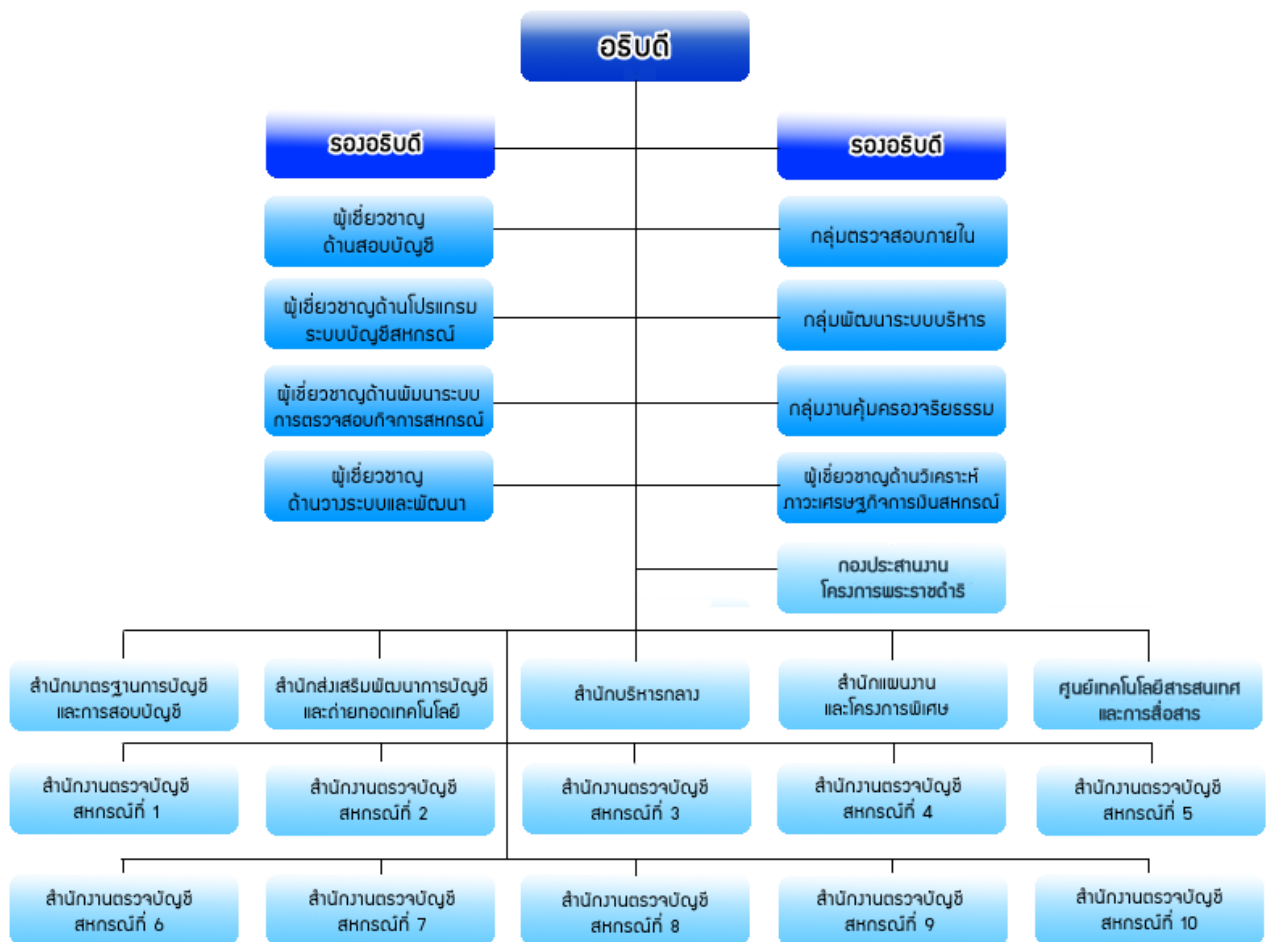 อธิบดี
รองอธิบดี
รองอธิบดี
ผู้เชี่ยวชาญ
ด้านสอบบัญชี
กลุ่มตรวจสอบภายใน
ผู้เชี่ยวชาญด้านโปรแกรม
ระบบบัญชีสหกรณ์
กลุ่มพัฒนาระบบบริหาร
ผู้เชี่ยวชาญด้านพัมนาระบบ
การตรวจสอบกิจการสหกรณ์
กลุ่มงานคุ้มครองจริยธรรม
ผู้เชี่ยวชาญ
ด้านวางระบบและพัฒนา
ผู้เชี่ยวชาญด้านวิเคราะห์
ภาวะเศรษฐกิจการเงินสหกรณ์
กองประสานงาน
โครงการพระราชดำริ
สำนักมาตรฐานการบัญชี
และการสอบบัญชี
สำนักส่งเสริมพัฒนาการบัญชี
และถ่ายทอดเทคโนโลยี
สำนักบริหารกลาง
สำนักแผนงาน
และโครงการพิเศษ
ศูนย์เทคโนโลยีสารสนเทศ
และการสื่อสาร
สำนักงานตรวจบัญชี
สหกรณ์ที่ 1
สำนักงานตรวจบัญชี
สหกรณ์ที่ 2
สำนักงานตรวจบัญชี
สหกรณ์ที่ 3
สำนักงานตรวจบัญชี
สหกรณ์ที่ 4
สำนักงานตรวจบัญชี
สหกรณ์ที่ 5
สำนักงานตรวจบัญชี
สหกรณ์ที่ 6
สำนักงานตรวจบัญชี
สหกรณ์ที่ 7
สำนักงานตรวจบัญชี
สหกรณ์ที่ 8
สำนักงานตรวจบัญชี
สหกรณ์ที่ 9
สำนักงานตรวจบัญชี
สหกรณ์ที่ 10